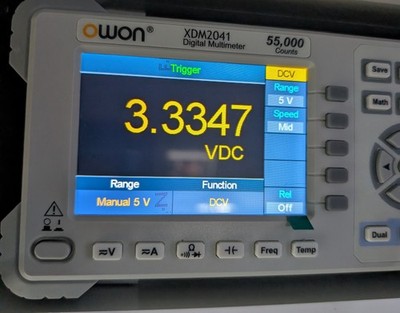 OWON® XDM2041 55,000
Digital Multimeter Counts
Trigger DCV
Range
5 V
Speed
Mid
3.3347
VDC
Range Function Rel
Manual 5 V DCV Off
Save
Math
Dual
V A Ω Freq Temp